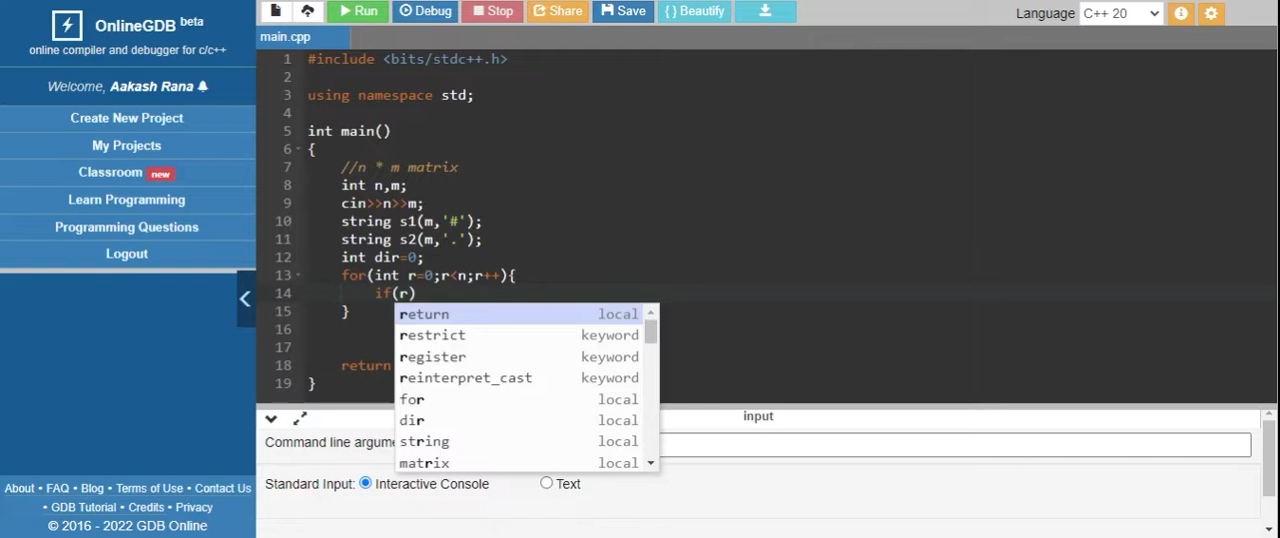 OnlineGDB beta
online compiler and debugger for c/c++
Welcome, Aakash Rana
Create New Project
My Projects
Classroom new
Learn Programming
Programming Questions
Logout
About • FAQ • Blog • Terms of Use • Contact Us
• GDB Tutorial • Credits • Privacy
© 2016 - 2022 GDB Online
Run Debug Stop Share Save { } Beautify Language C++ 20
main.cpp
1 #include <bits/stdc++.h>
2
3 using namespace std;
4
5 int main()
6 {
7 //n * m matrix
8 int n,m;
9 cin>>n>>m;
10 string s1(m,'#');
11 string s2(m,'.');
12 int dir=0;
13 for(int r=0;r<n;r++){
14 if(r)
15 }
16
17
18 return
19 }
return local
restrict keyword
register keyword
reinterpret_cast keyword
for local
dir local
string local
matrix local
input
Command line argume
Standard Input: Interactive Console Text